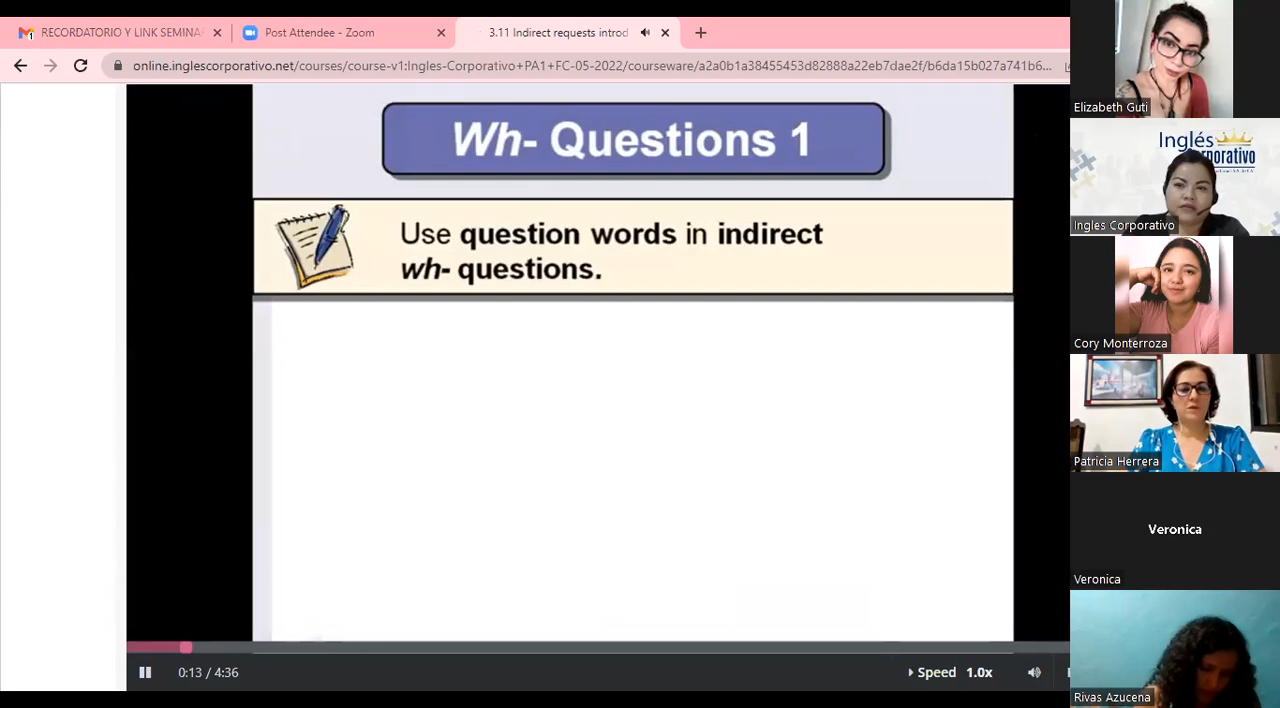 RECORDATORIO Y LINK SEMINA
Post Attendee - Zoom
3.11 Indirect requests introd
online.inglescorporativo.net/courses/course-v1:Ingles-Corporativo+PA1+FC-05-2022/courseware/a2a0b1a38455453d82888a22eb7dae2f/b6da15b027a741b6...
Wh- Questions 1
Use question words in indirect
wh- questions.
0:13 / 4:36
Speed 1.0x
Elizabeth Guti
Inglés
Corporativo
Ingles Corporativo
Cory Monterroza
Patricia Herrera
Veronica
Veronica
Rivas Azucena